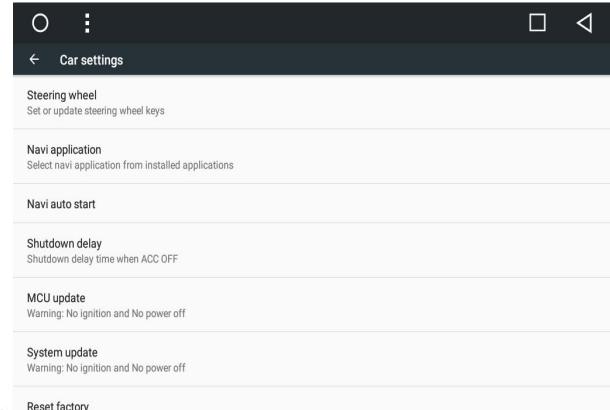 Car settings
Steering wheel
Set or update steering wheel keys
Navi application
Select navi application from installed applications
Navi auto start
Shutdown delay
Shutdown delay time when ACC OFF
MCU update
Warning: No ignition and No power off
System update
Warning: No ignition and No power off
Reset factory